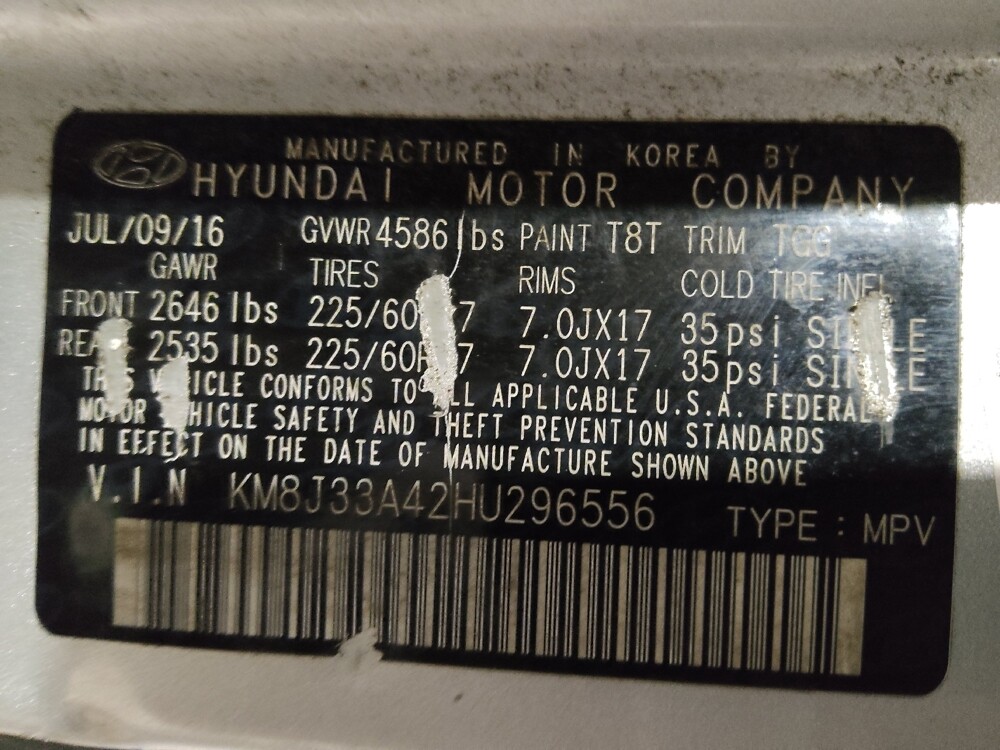 MANUFACTURED IN KOREA BY
HYUNDAI MOTOR COMPANY
JUL/09/16 GVWR 4586 lbs PAINT T8T TRIM TGG
GAWR TIRES RIMS COLD TIRE INFL
FRONT 2646 lbs 7.0JX17 35psi
2535 lbs 7.0JX17 35psi
CONFORMS TO APPLICABLE U.S.A. FEDERAL
MOTOR VEHICLE SAFETY AND THEFT PREVENTION STANDARDS
IN EFFECT ON THE DATE OF MANUFACTURE SHOWN ABOVE
V.I.N KM8J33A42HU296556 TYPE : MPV